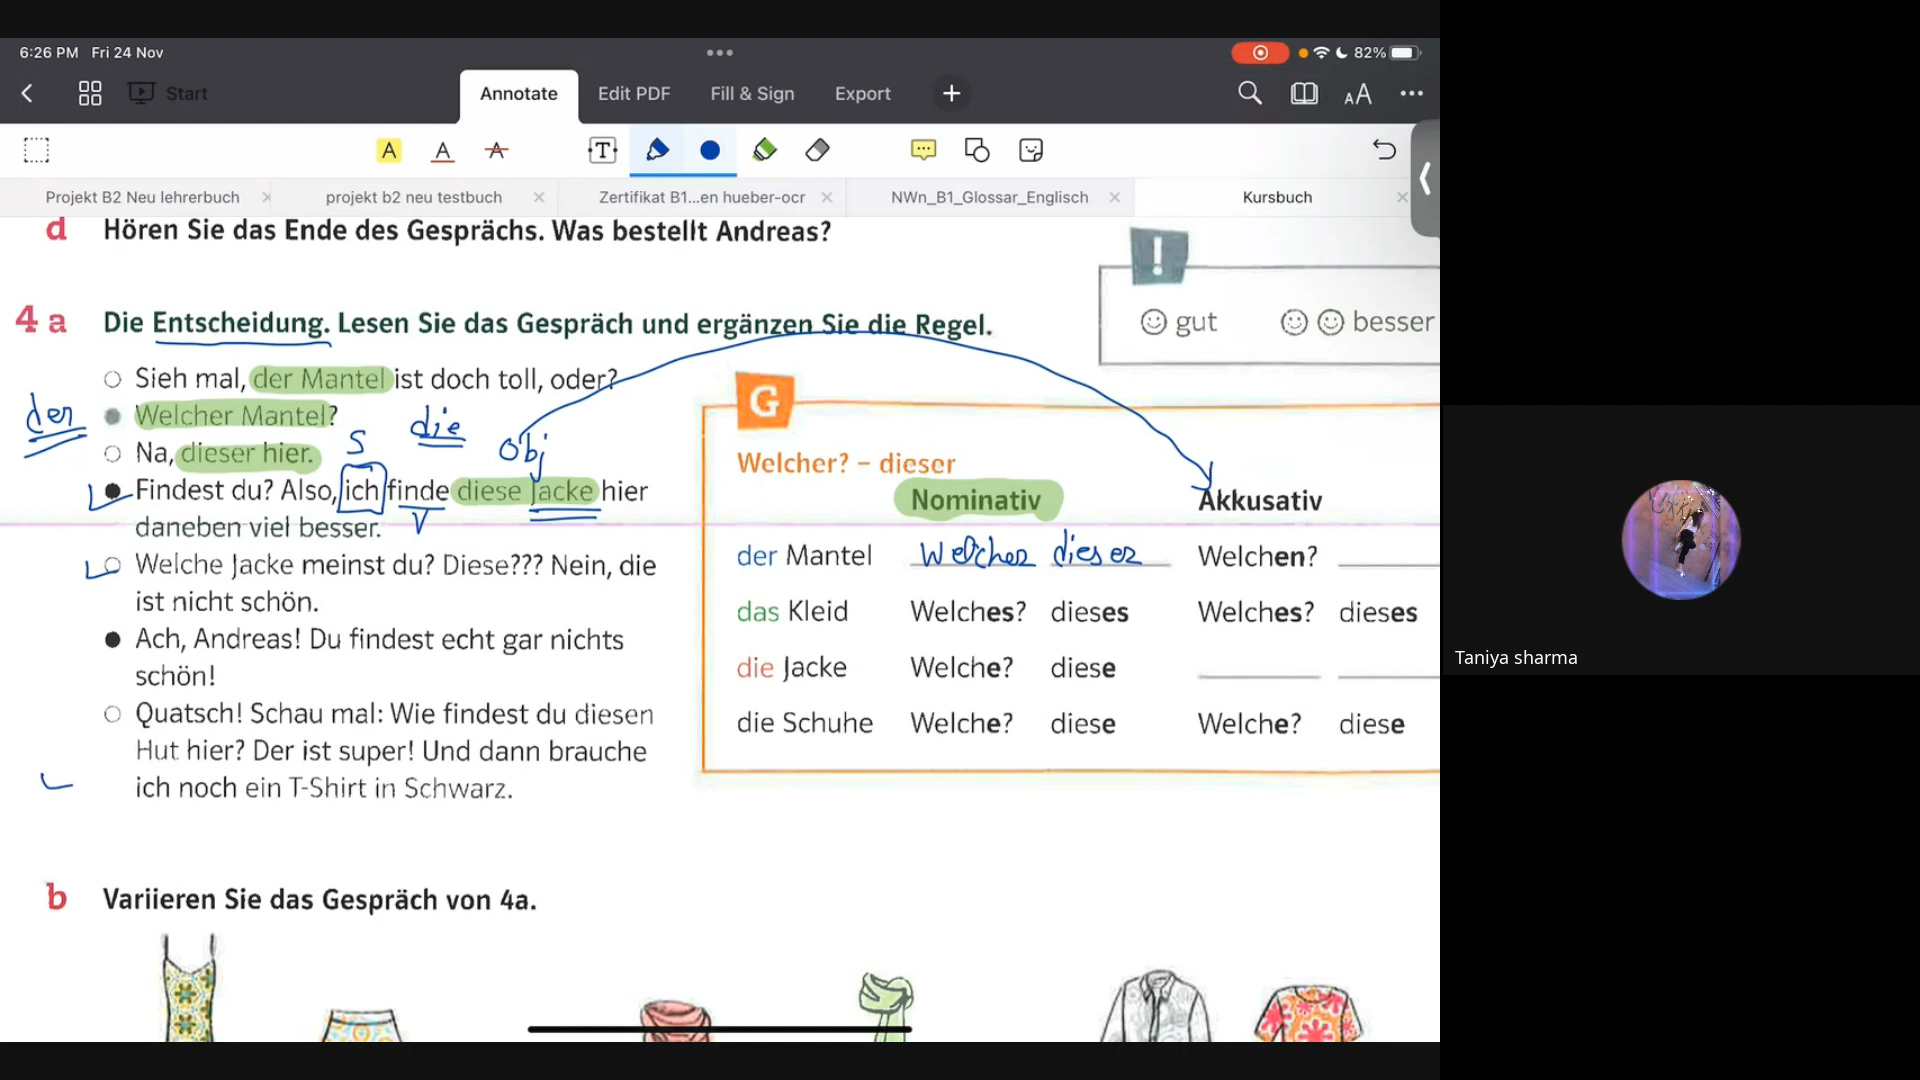 6:26 PM Fri 24 Nov
82%
Start
Annotate
Edit PDF
Fill & Sign
Export
Projekt B2 Neu lehrerbuch
projekt b2 neu testbuch
Zertifikat B1...en hueber-ocr
NWn_B1_Glossar_Englisch
Kursbuch
d Hören Sie das Ende des Gesprächs. Was bestellt Andreas?
!
gut besser
4 a Die Entscheidung. Lesen Sie das Gespräch und ergänzen Sie die Regel.
Sieh mal, der Mantel ist doch toll, oder?
der
Welcher Mantel?
die
S
obj
Na, dieser hier.
Findest du? Also, ich finde diese Jacke hier
daneben viel besser.
V
Welche Jacke meinst du? Diese??? Nein, die
ist nicht schön.
Ach, Andreas! Du findest echt gar nichts
schön!
Quatsch! Schau mal: Wie findest du diesen
Hut hier? Der ist super! Und dann brauche
ich noch ein T-Shirt in Schwarz.
G
Welcher? – dieser
Nominativ Akkusativ
der Mantel Welcher dieser Welchen?
das Kleid Welches? dieses Welches? dieses
die Jacke Welche? diese
die Schuhe Welche? diese Welche? diese
b Variieren Sie das Gespräch von 4a.
Taniya sharma